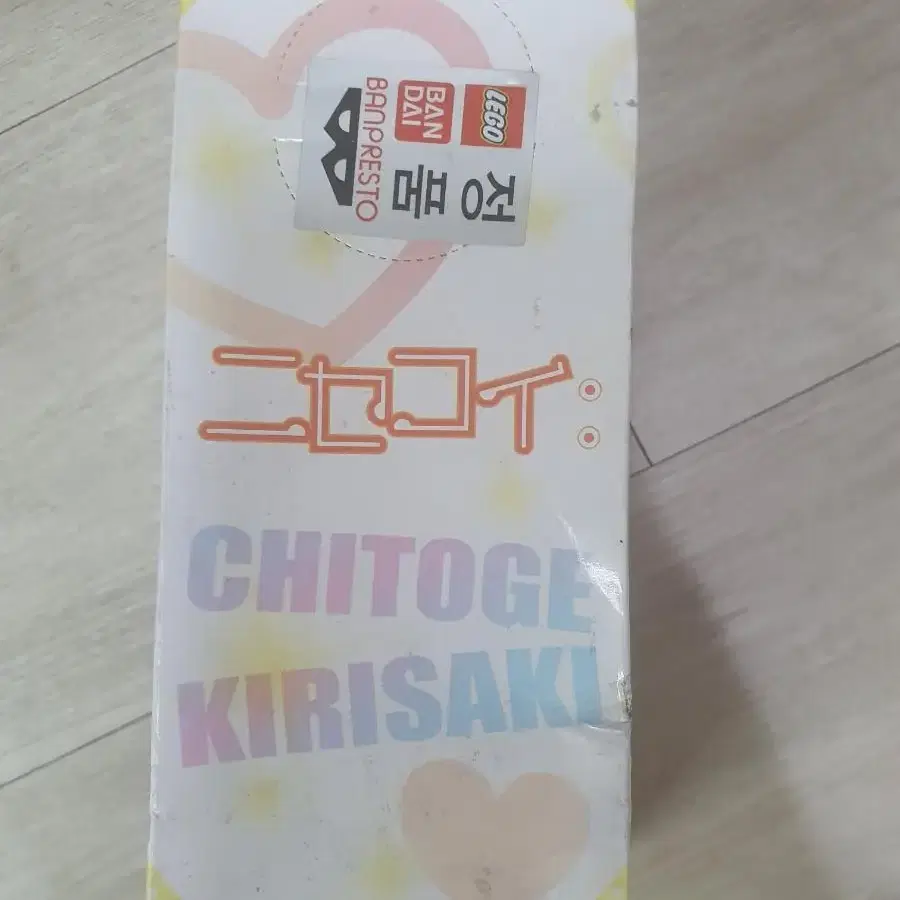 LEGO
BAN
DAI
정품
BANPRESTO
ニセコイ:
CHITOGE
KIRISAKI